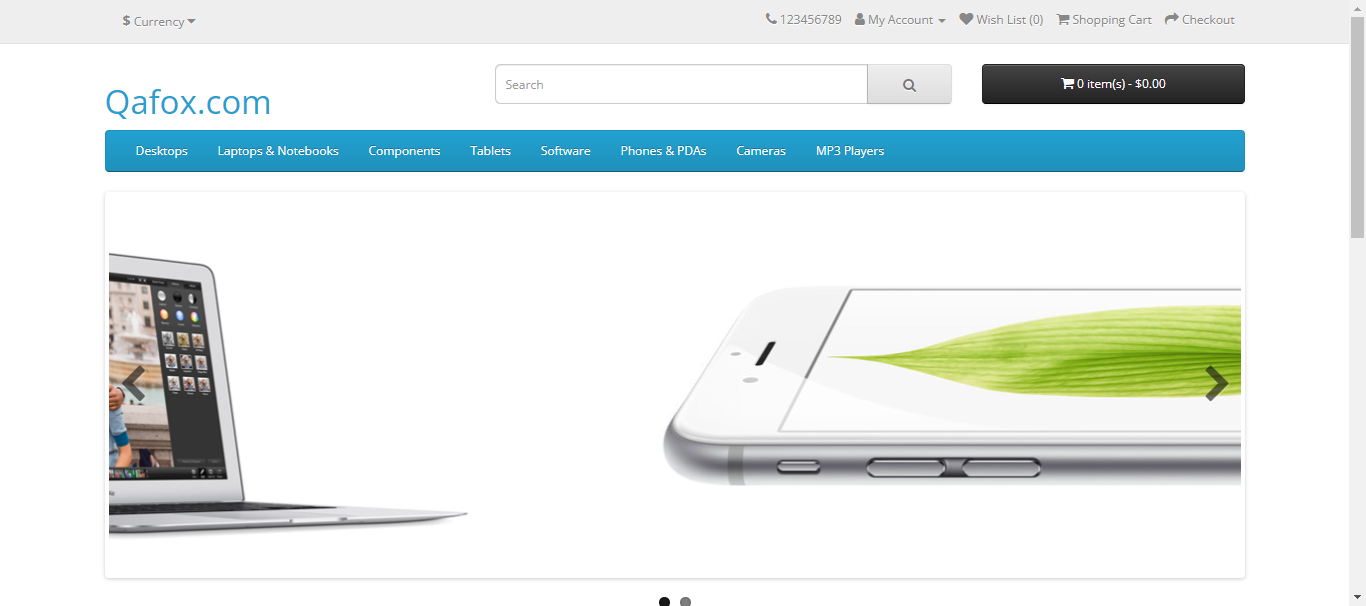 $ Currency
123456789 My Account Wish List (0) Shopping Cart Checkout
Qafox.com
Search
0 item(s) - $0.00
Desktops Laptops & Notebooks Components Tablets Software Phones & PDAs Cameras MP3 Players